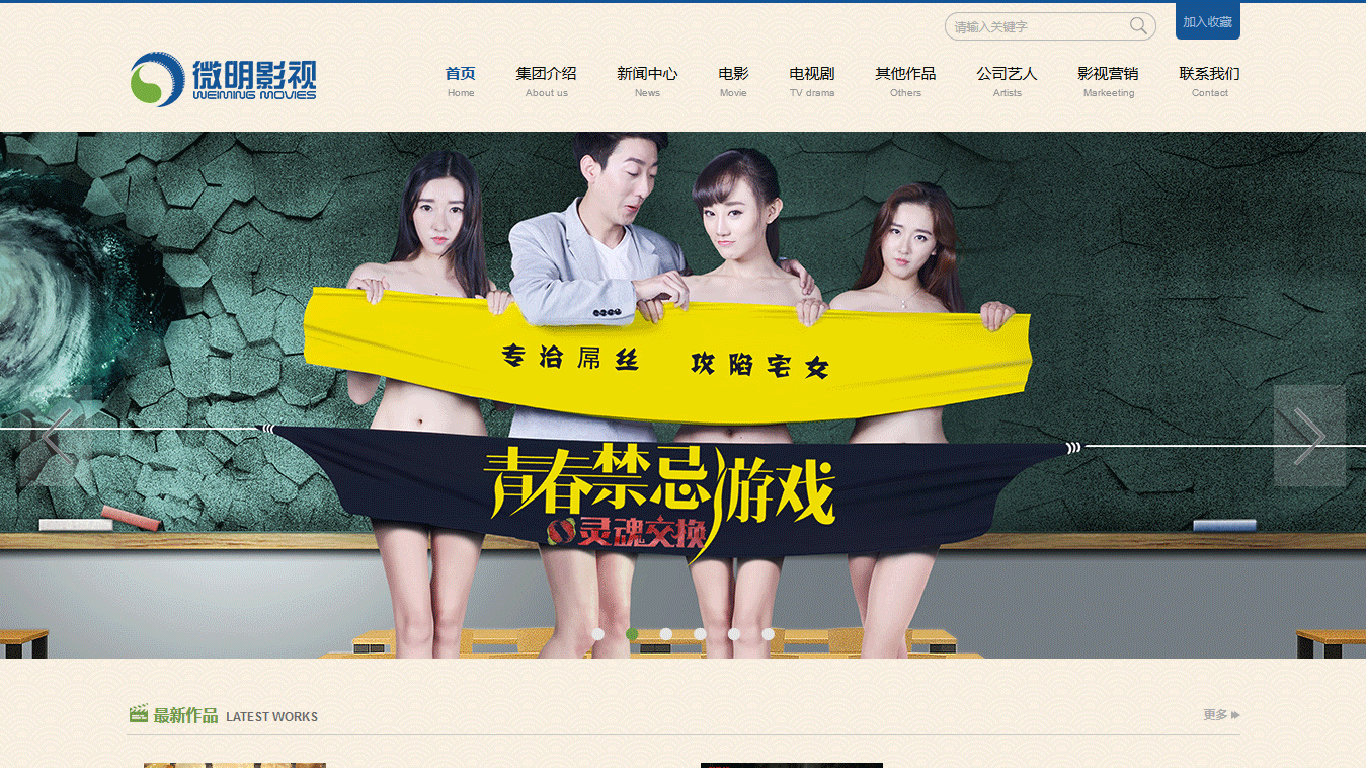 请输入关键字
加入收藏
微明影视
WEIMING MOVIES
首页 集团介绍 新闻中心 电影 电视剧 其他作品 公司艺人 影视营销 联系我们
Home About us News Movie TV drama Others Artists Markeeting Contact
专治屌丝 攻陷宅女
青春禁忌游戏
灵魂交换
最新作品 LATEST WORKS
更多